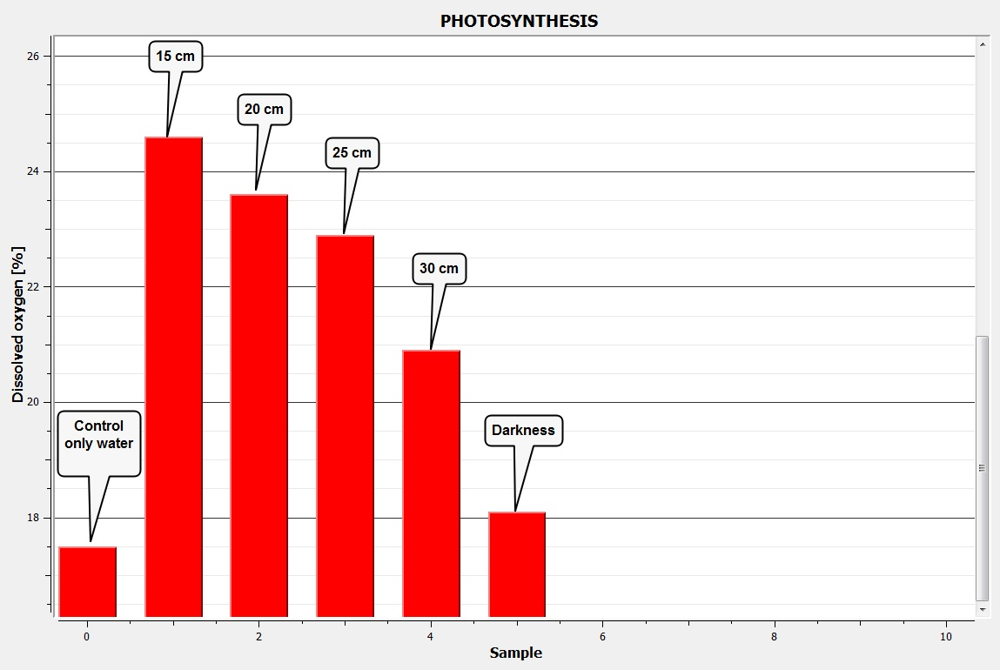 PHOTOSYNTHESIS
26
24
22
20
18
Dissolved oxygen [%]
15 cm
20 cm
25 cm
30 cm
Control
only water
Darkness
0
2
4
6
8
10
Sample